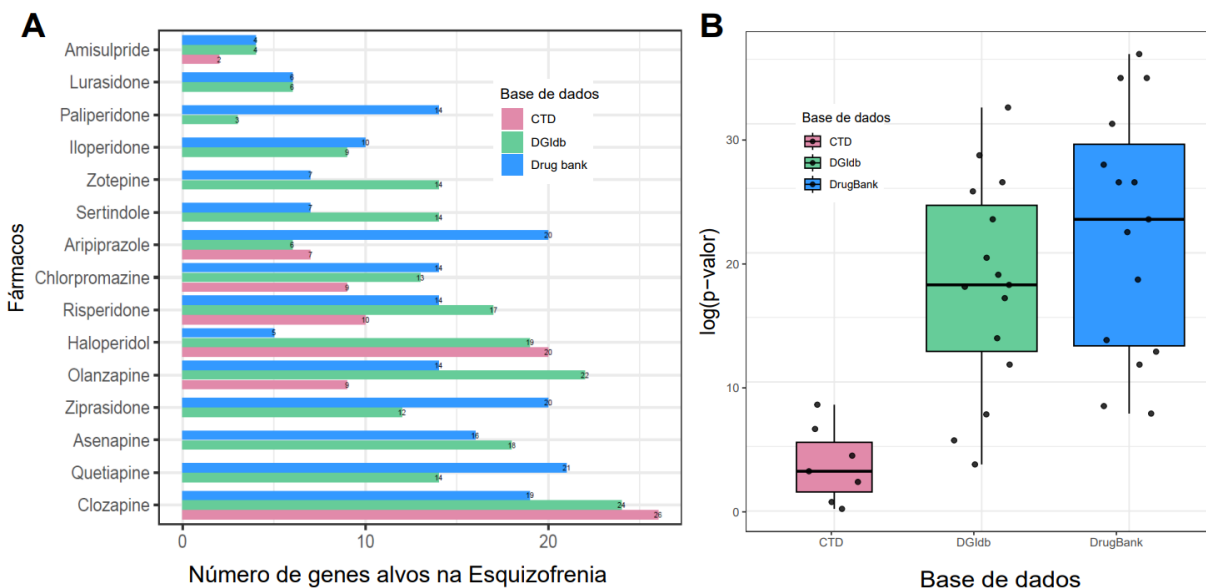 A
Fármacos
Amisulpride
4
4
2
Lurasidone
6
6
Paliperidone
14
3
Iloperidone
10
9
Zotepine
7
14
Sertindole
7
14
Aripiprazole
20
6
7
Chlorpromazine
14
13
9
Risperidone
14
17
10
Haloperidol
5
19
20
Olanzapine
14
22
9
Ziprasidone
20
12
Asenapine
16
18
Quetiapine
21
14
Clozapine
19
24
26
Base de dados
CTD
DGIdb
Drug bank
0 10 20
Número de genes alvos na Esquizofrenia
B
log(p-valor)
30
20
10
0
Base de dados
CTD
DGIdb
DrugBank
CTD DGIdb DrugBank
Base de dados